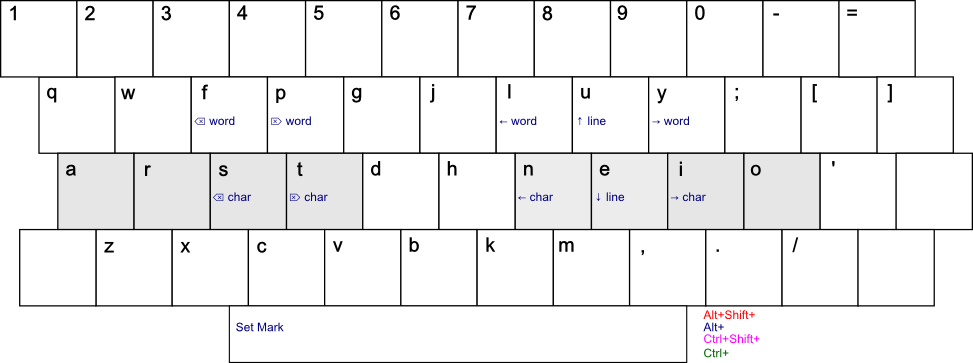 1 2 3 4 5 6 7 8 9 0 - =
q w f p g j l u y ; [ ]
⌫ word ⌦ word ← word ↑ line → word
a r s t d h n e i o '
⌫ char ⌦ char ← char ↓ line → char
z x c v b k m , . /
Set Mark
Alt+Shift+
Alt+
Ctrl+Shift+
Ctrl+